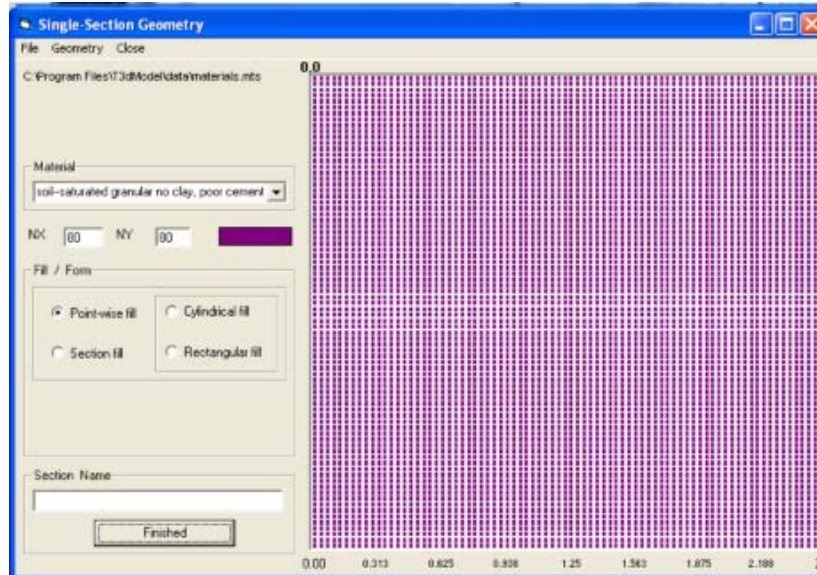 Single-Section Geometry
File Geometry Close
C:\Program Files\T3dModel\data\materials.mts
0,0
Material
soil-saturated granular no clay, poor cement
NX 80 NY 80
Fill / Form
Point-wise fill
Cylindrical fill
Section fill
Rectangular fill
Section Name
Finished
0.00 0.313 0.625 0.938 1.25 1.563 1.875 2.188